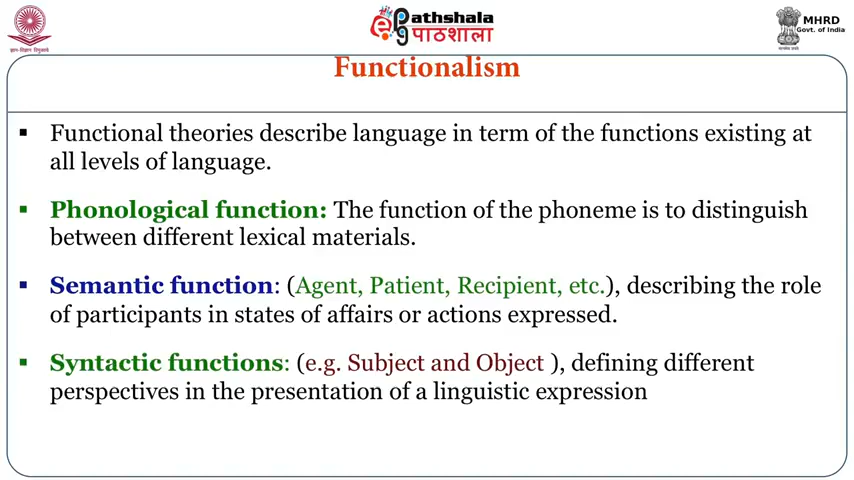 ePathshala
पाठशाला
MHRD
Govt. of India
Functionalism
▪ Functional theories describe language in term of the functions existing at
all levels of language.
▪ Phonological function: The function of the phoneme is to distinguish
between different lexical materials.
▪ Semantic function: (Agent, Patient, Recipient, etc.), describing the role
of participants in states of affairs or actions expressed.
▪ Syntactic functions: (e.g. Subject and Object ), defining different
perspectives in the presentation of a linguistic expression